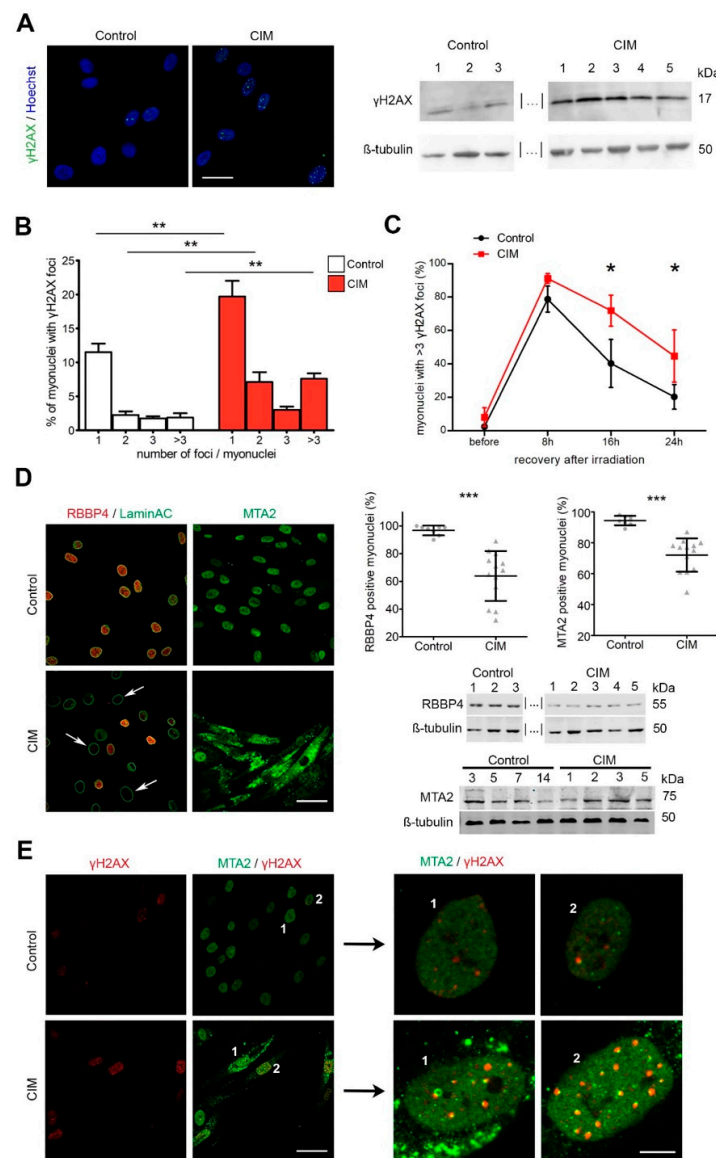 A
Control
CIM
γH2AX / Hoechst
Control
CIM
1 2 3
1 2 3 4 5
kDa
γH2AX
|...|
17
ß-tubulin
|...|
50
B
**
**
**
Control
CIM
% of myonuclei with γH2AX foci
25
20
15
10
5
0
1 2 3 >3 1 2 3 >3
number of foci / myonuclei
C
Control
CIM
myonuclei with >3 γH2AX foci (%)
100
80
60
40
20
0
* *
before 8h 16h 24h
recovery after irradiation
D
RBBP4 / LaminAC
MTA2
Control
CIM
RBBP4 positive myonuclei (%)
100
80
60
40
***
Control CIM
MTA2 positive myonuclei (%)
100
80
60
40
***
Control CIM
Control
CIM
1 2 3
1 2 3 4 5
kDa
RBBP4
|...|
55
ß-tubulin
|...|
50
Control
CIM
3 5 7 14 1 2 3 5
kDa
MTA2
75
ß-tubulin
50
E
γH2AX
MTA2 / γH2AX
MTA2 / γH2AX
Control
1
2
1
2
CIM
1
2
1
2